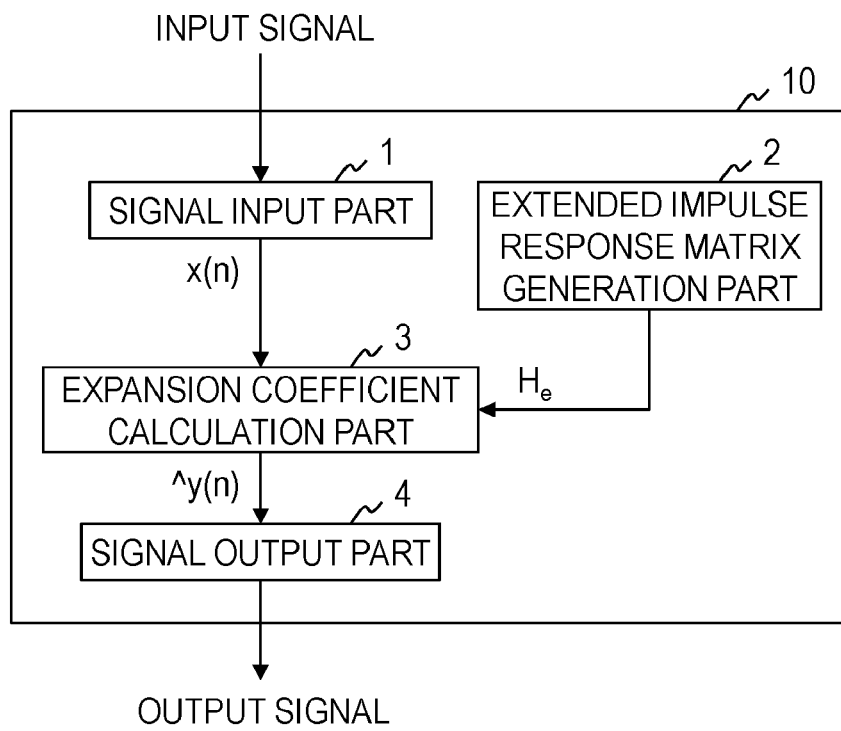 INPUT SIGNAL
10
1
SIGNAL INPUT PART
2
EXTENDED IMPULSE
RESPONSE MATRIX
GENERATION PART
x(n)
3
EXPANSION COEFFICIENT
CALCULATION PART
He
^y(n)
4
SIGNAL OUTPUT PART
OUTPUT SIGNAL